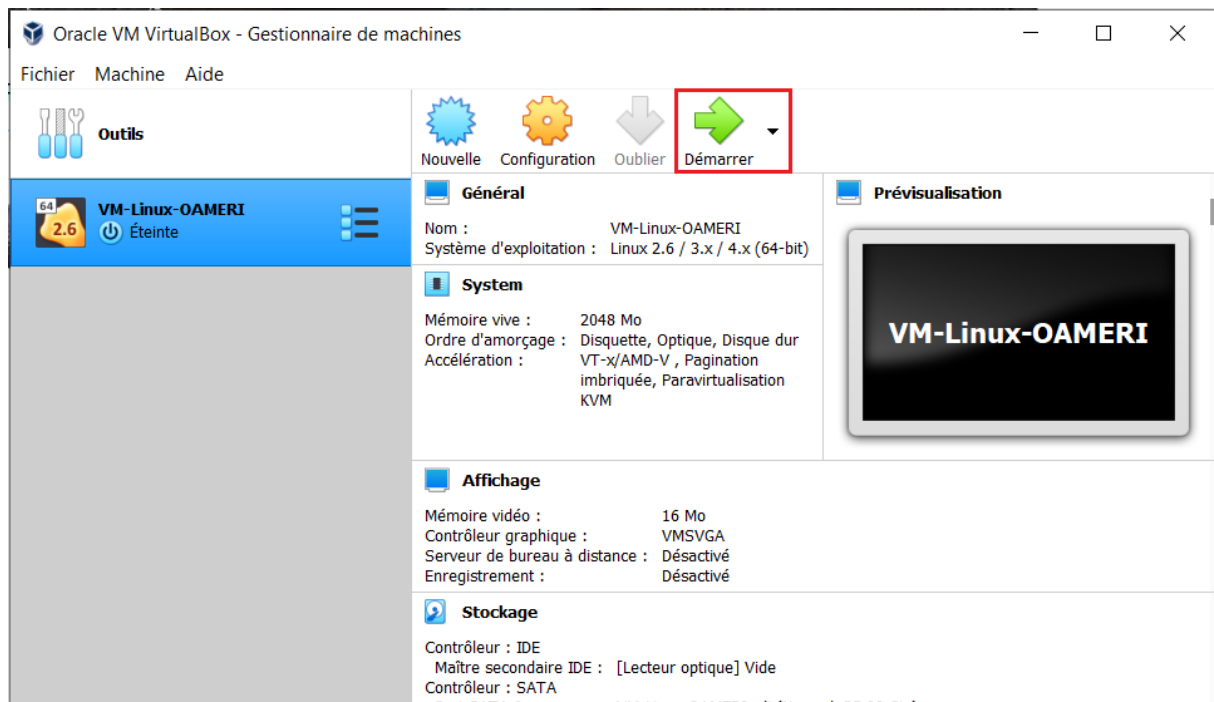 Oracle VM VirtualBox - Gestionnaire de machines
Fichier Machine Aide
Outils
Nouvelle Configuration Oublier Démarrer
64
2.6
VM-Linux-OAMERI
Éteinte
Général
Nom : VM-Linux-OAMERI
Système d'exploitation : Linux 2.6 / 3.x / 4.x (64-bit)
Prévisualisation
VM-Linux-OAMERI
System
Mémoire vive : 2048 Mo
Ordre d'amorçage : Disquette, Optique, Disque dur
Accélération : VT-x/AMD-V , Pagination
imbriquée, Paravirtualisation
KVM
Affichage
Mémoire vidéo : 16 Mo
Contrôleur graphique : VMSVGA
Serveur de bureau à distance : Désactivé
Enregistrement : Désactivé
Stockage
Contrôleur : IDE
Maître secondaire IDE : [Lecteur optique] Vide
Contrôleur : SATA